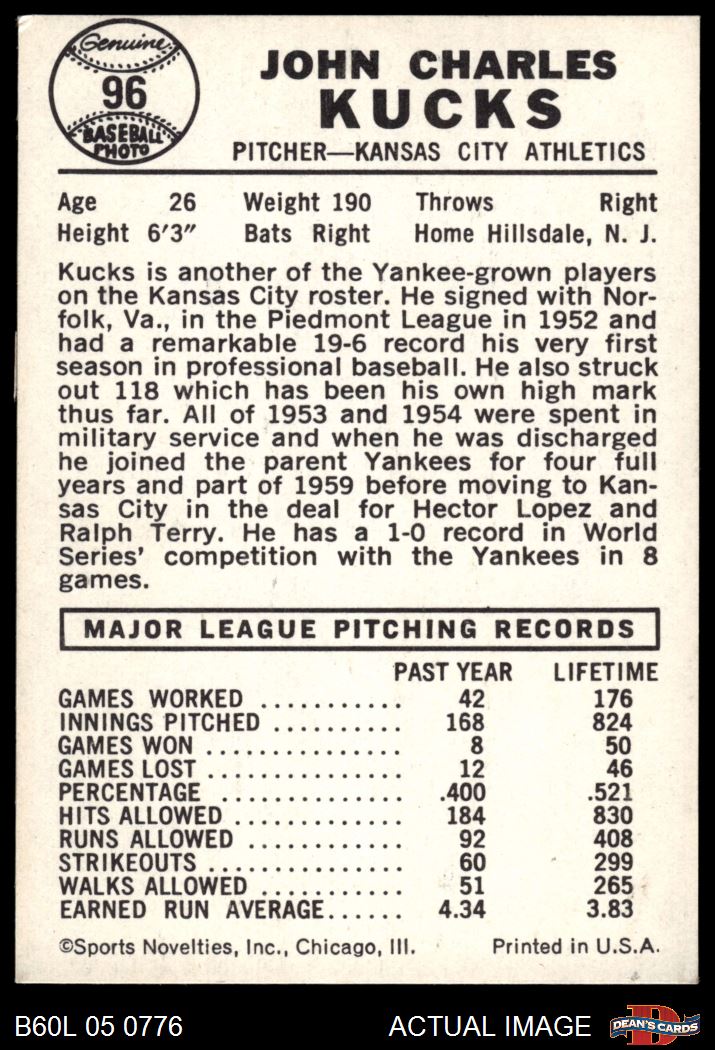 Genuine
96
BASEBALL
PHOTO
JOHN CHARLES
KUCKS
PITCHER—KANSAS CITY ATHLETICS
Age 26 Weight 190 Throws Right
Height 6'3" Bats Right Home Hillsdale, N. J.
Kucks is another of the Yankee-grown players
on the Kansas City roster. He signed with Nor-
folk, Va., in the Piedmont League in 1952 and
had a remarkable 19-6 record his very first
season in professional baseball. He also struck
out 118 which has been his own high mark
thus far. All of 1953 and 1954 were spent in
military service and when he was discharged
he joined the parent Yankees for four full
years and part of 1959 before moving to Kan-
sas City in the deal for Hector Lopez and
Ralph Terry. He has a 1-0 record in World
Series' competition with the Yankees in 8
games.
MAJOR LEAGUE PITCHING RECORDS
PAST YEAR LIFETIME
GAMES WORKED ........... 42 176
INNINGS PITCHED .......... 168 824
GAMES WON ............... 8 50
GAMES LOST ............... 12 46
PERCENTAGE .............. .400 .521
HITS ALLOWED ............. 184 830
RUNS ALLOWED ............ 92 408
STRIKEOUTS ............... 60 299
WALKS ALLOWED ........... 51 265
EARNED RUN AVERAGE...... 4.34 3.83
©Sports Novelties, Inc., Chicago, Ill. Printed in U.S.A.
B60L 05 0776 ACTUAL IMAGE D DEAN'S CARDS